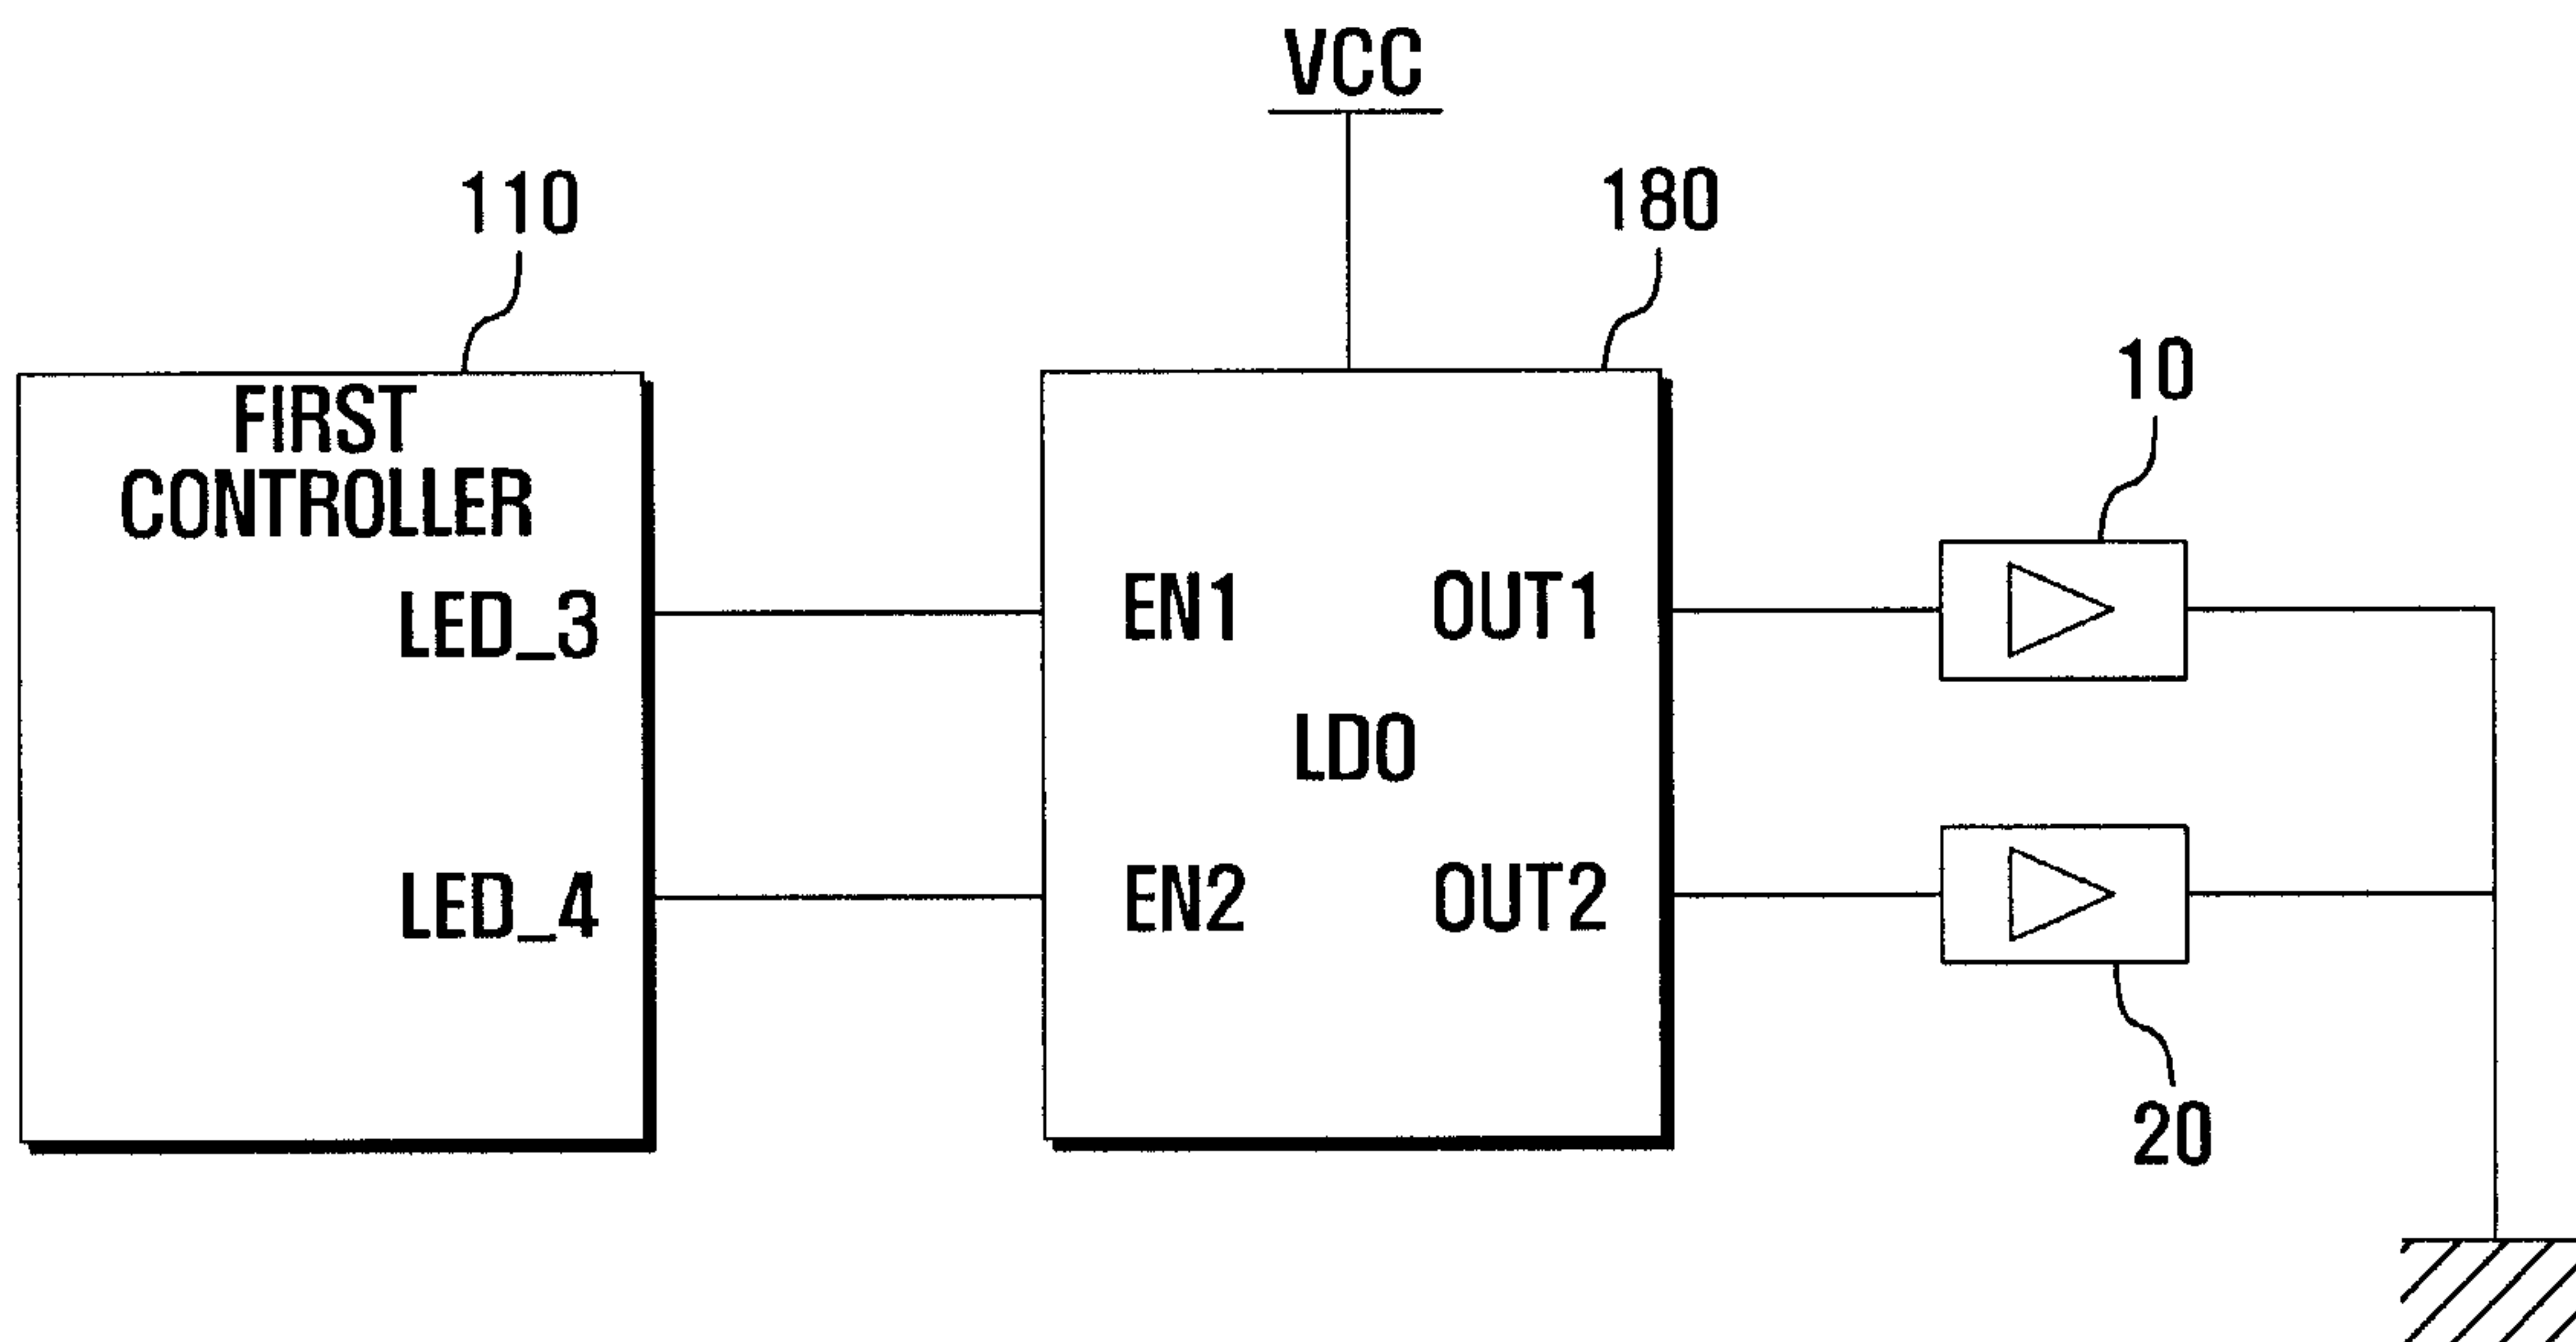 VCC
110
180
10
FIRST
CONTROLLER
LED_3
EN1
OUT1
LDO
LED_4
EN2
OUT2
20